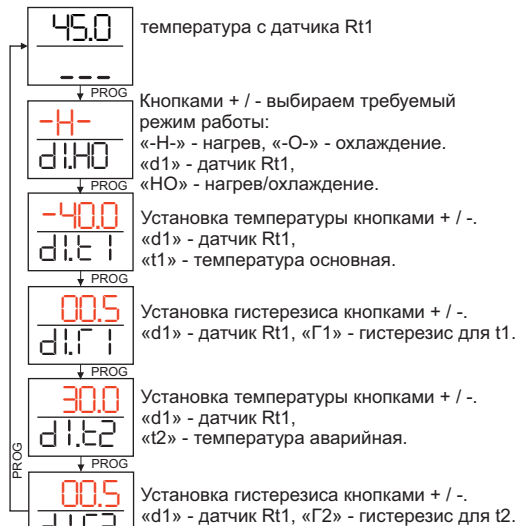 45.0
температура с датчика Rt1
---
PROG
-H-
d1.HO
Кнопками + / - выбираем требуемый
режим работы:
«-Н-» - нагрев, «-О-» - охлаждение.
«d1» - датчик Rt1,
«НО» - нагрев/охлаждение.
PROG
-40.0
d1.t1
Установка температуры кнопками + / -.
«d1» - датчик Rt1,
«t1» - температура основная.
PROG
00.5
d1.Г1
Установка гистерезиса кнопками + / -.
«d1» - датчик Rt1, «Г1» - гистерезис для t1.
PROG
30.0
d1.t2
Установка температуры кнопками + / -.
«d1» - датчик Rt1,
«t2» - температура аварийная.
PROG
PROG
00.5
d1.Г2
Установка гистерезиса кнопками + / -.
«d1» - датчик Rt1, «Г2» - гистерезис для t2.